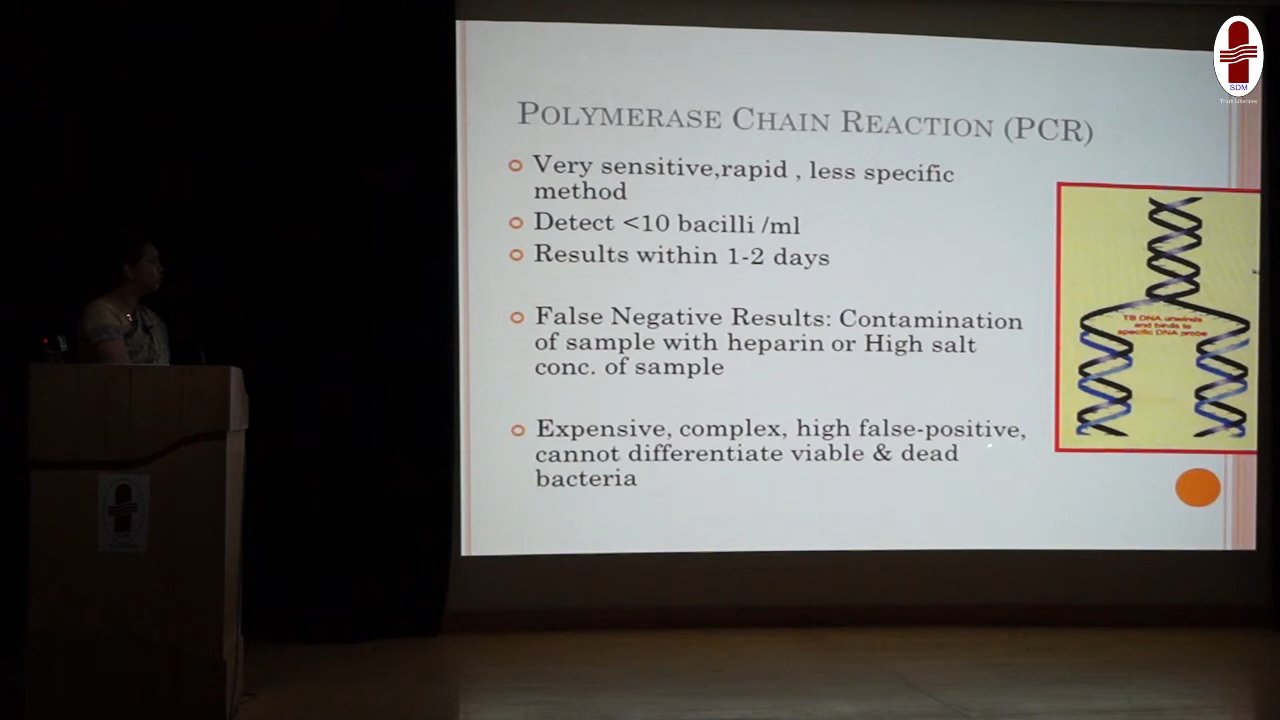 SDM
Truth Liberates
POLYMERASE CHAIN REACTION (PCR)
Very sensitive,rapid , less specific
method
Detect <10 bacilli /ml
Results within 1-2 days
False Negative Results: Contamination
of sample with heparin or High salt
conc. of sample
Expensive, complex, high false-positive,
cannot differentiate viable & dead
bacteria
TB DNA unwinds
and binds to
specific DNA probe